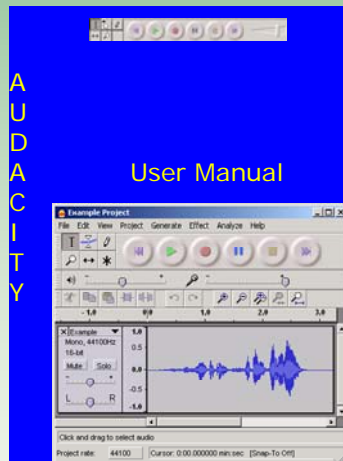 A
U
D
A
C
I
T
Y
User Manual
Example Project
File Edit View Project Generate Effect Analyze Help
- 1.0 0.0 1.0 2.0 3.0
Example
Mono, 44100Hz
16-bit
Mute Solo
- +
L R
1.0
0.5
0.0
-0.5
-1.0
Click and drag to select audio
Project rate: 44100 Cursor: 0:00.000000 min:sec [Snap-To Off]